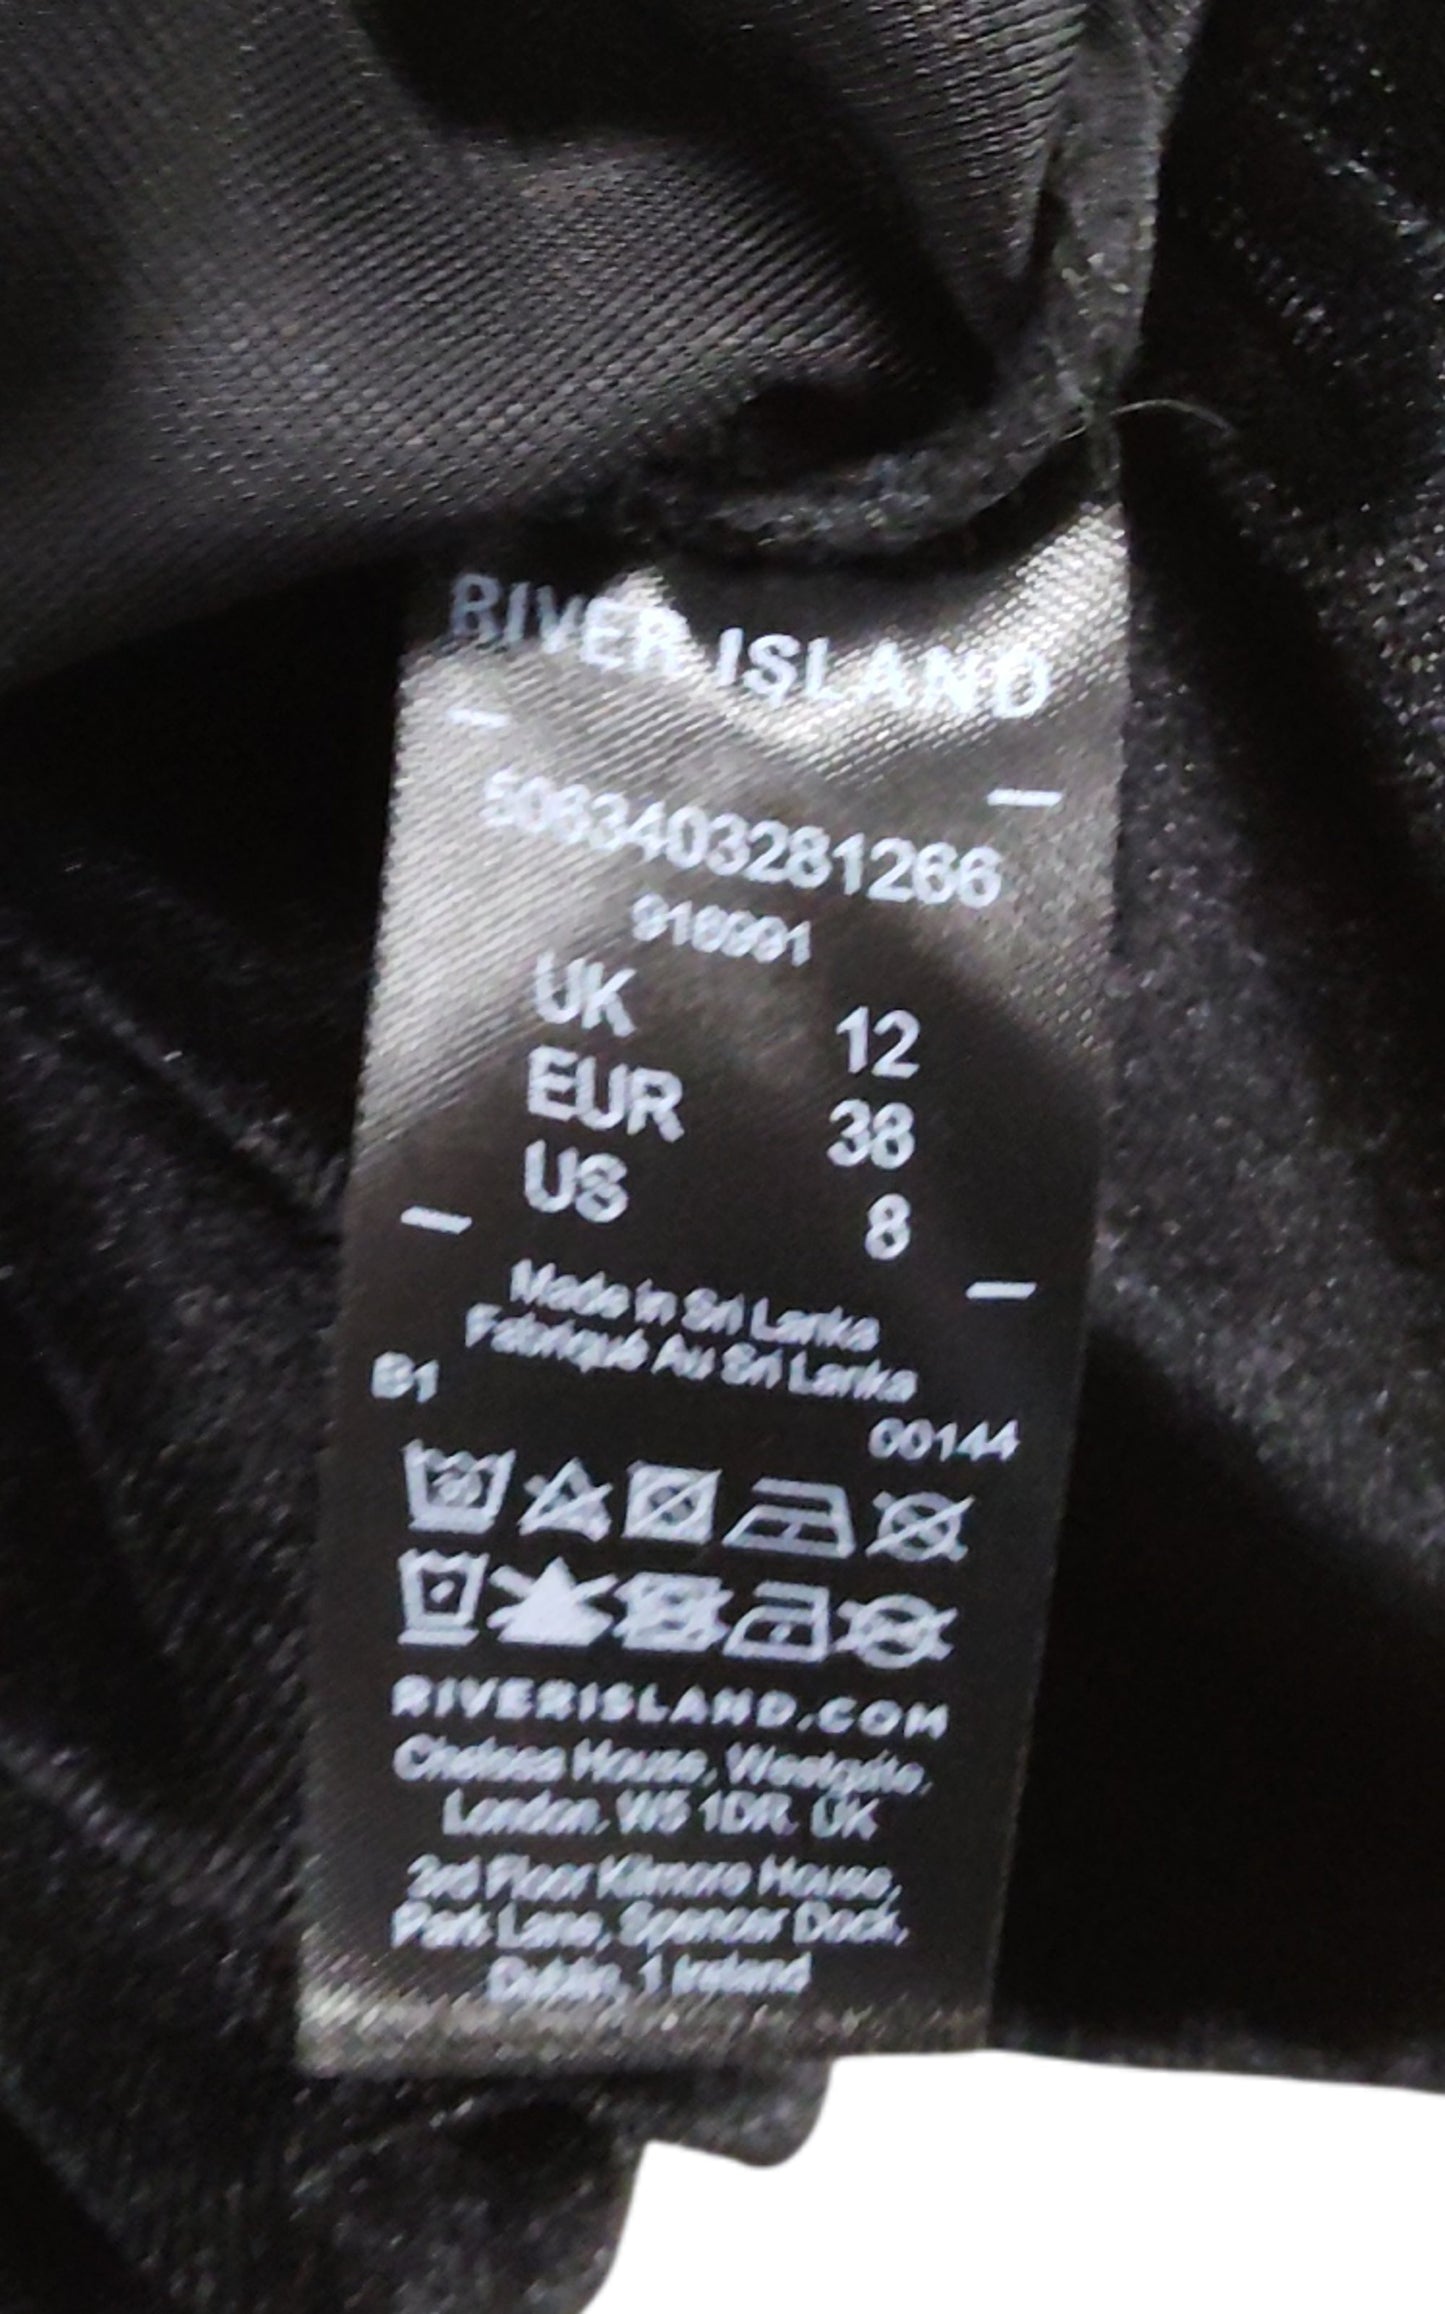 RIVER ISLAND
5063403281266
916991
UK 12
EUR 38
US 8
Made in Sri Lanka
Fabriqué Au Sri Lanka
B1
00144
30
RIVERISLAND.COM
Chelsea House, Westgate,
London, W5 1DR. UK
3rd Floor Kilmore House,
Park Lane, Spencer Dock,
Dublin, 1 Ireland